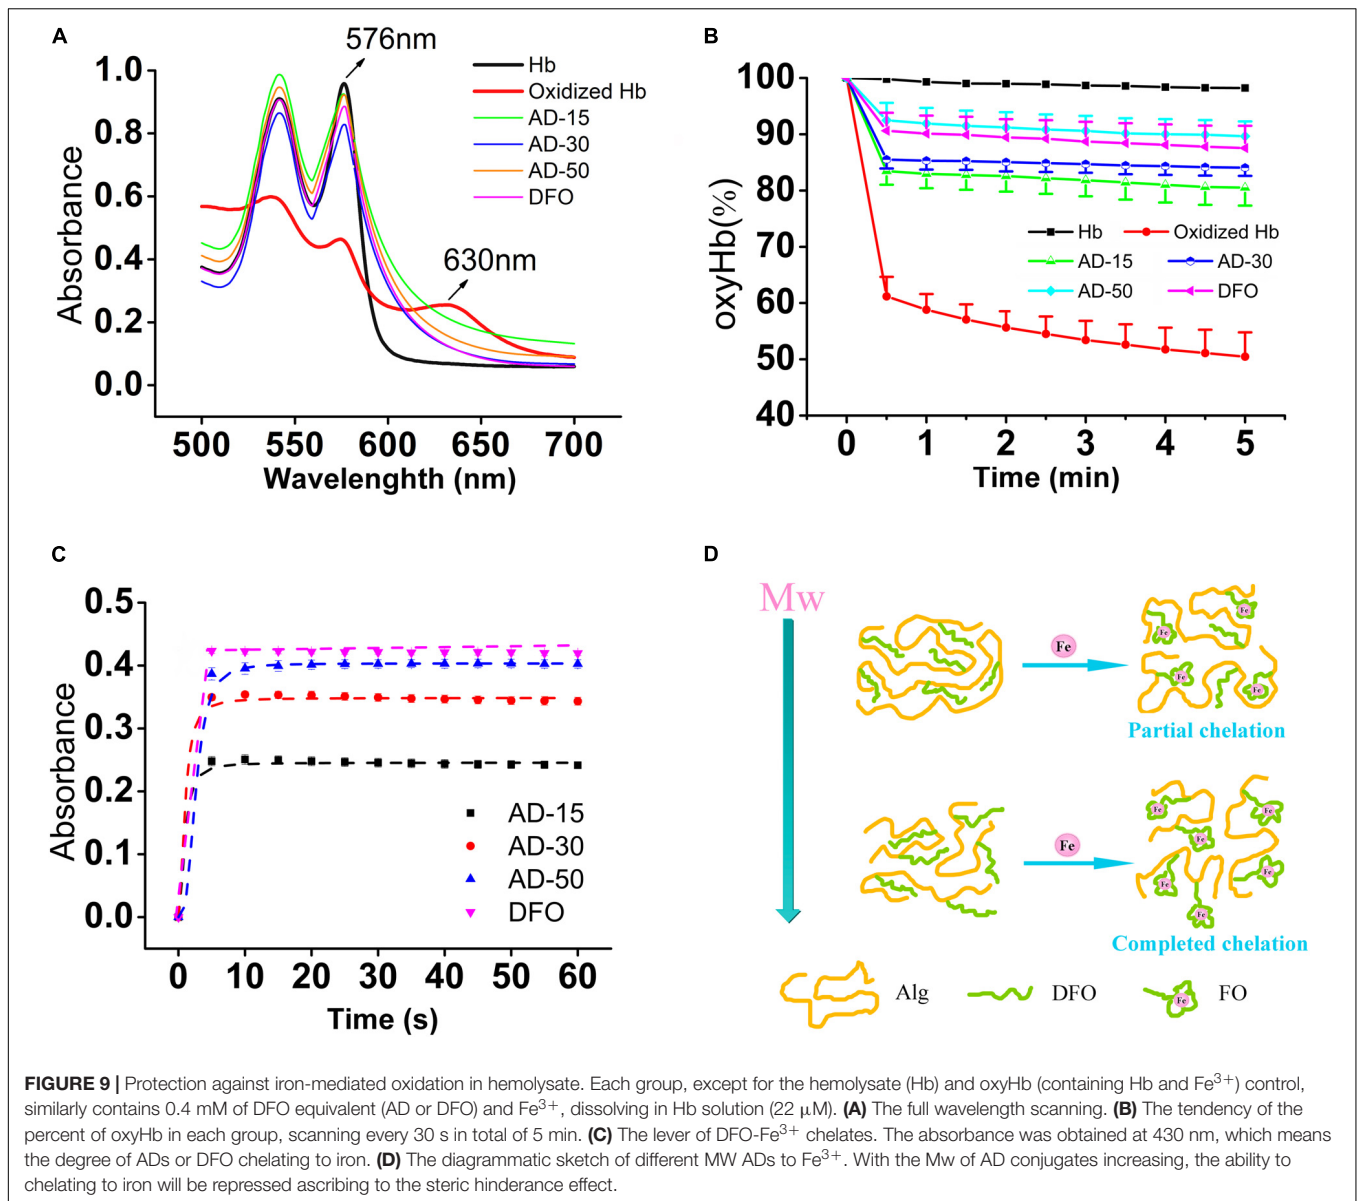 A
576nm
1.0
0.8
0.6
0.4
0.2
0.0
Absorbance
Hb
Oxidized Hb
AD-15
AD-30
AD-50
DFO
630nm
500 550 600 650 700
Wavelenghth (nm)
B
100
90
80
70
60
50
40
oxyHb(%)
Hb Oxidized Hb
AD-15 AD-30
AD-50 DFO
0 1 2 3 4 5
Time (min)
C
0.5
0.4
0.3
0.2
0.1
0.0
Absorbance
AD-15
AD-30
AD-50
DFO
0 10 20 30 40 50 60
Time (s)
D
Mw
Fe
Fe
Fe
Fe
Fe
Partial chelation
Fe
Fe
Fe
Fe
Fe
Fe
Fe
Completed chelation
Alg DFO Fe FO
FIGURE 9 | Protection against iron-mediated oxidation in hemolysate. Each group, except for the hemolysate (Hb) and oxyHb (containing Hb and Fe³⁺) control,
similarly contains 0.4 mM of DFO equivalent (AD or DFO) and Fe³⁺, dissolving in Hb solution (22 μM). (A) The full wavelength scanning. (B) The tendency of the
percent of oxyHb in each group, scanning every 30 s in total of 5 min. (C) The lever of DFO-Fe³⁺ chelates. The absorbance was obtained at 430 nm, which means
the degree of ADs or DFO chelating to iron. (D) The diagrammatic sketch of different MW ADs to Fe³⁺. With the Mw of AD conjugates increasing, the ability to
chelating to iron will be repressed ascribing to the steric hinderance effect.